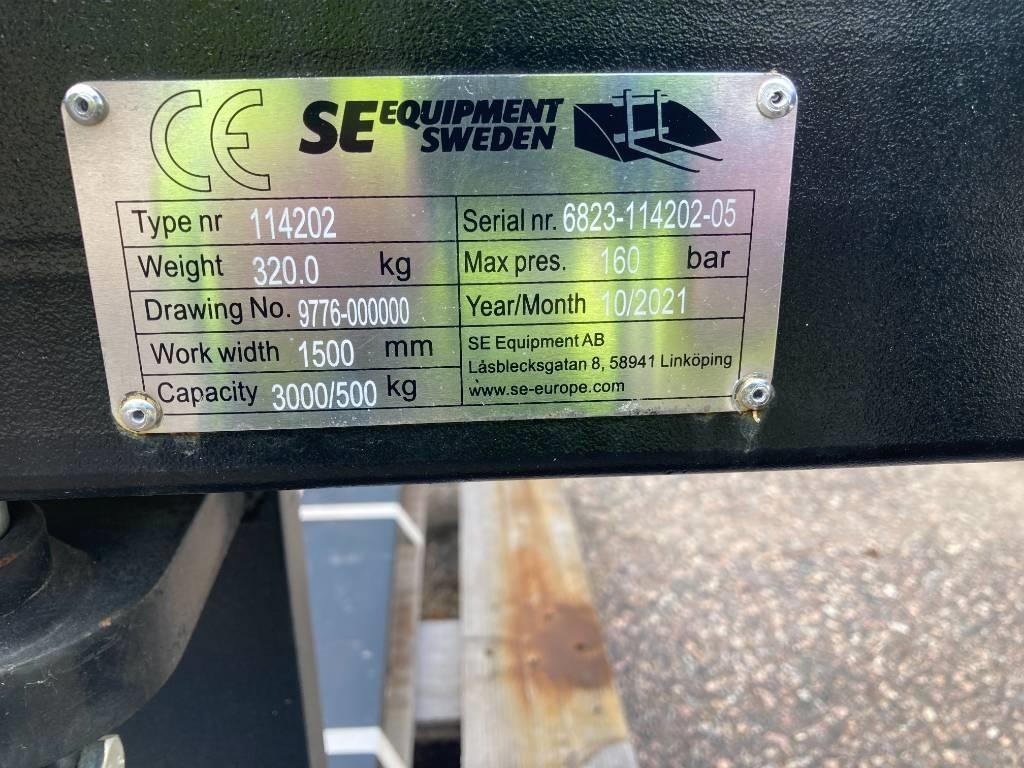 CE SE EQUIPMENT SWEDEN
Type nr 114202 Serial nr. 6823-114202-05
Weight 320.0 kg Max pres. 160 bar
Drawing No. 9776-000000 Year/Month 10/2021
Work width 1500 mm SE Equipment AB
Låsblecksgatan 8, 58941 Linköping
Capacity 3000/500 kg www.se-europe.com